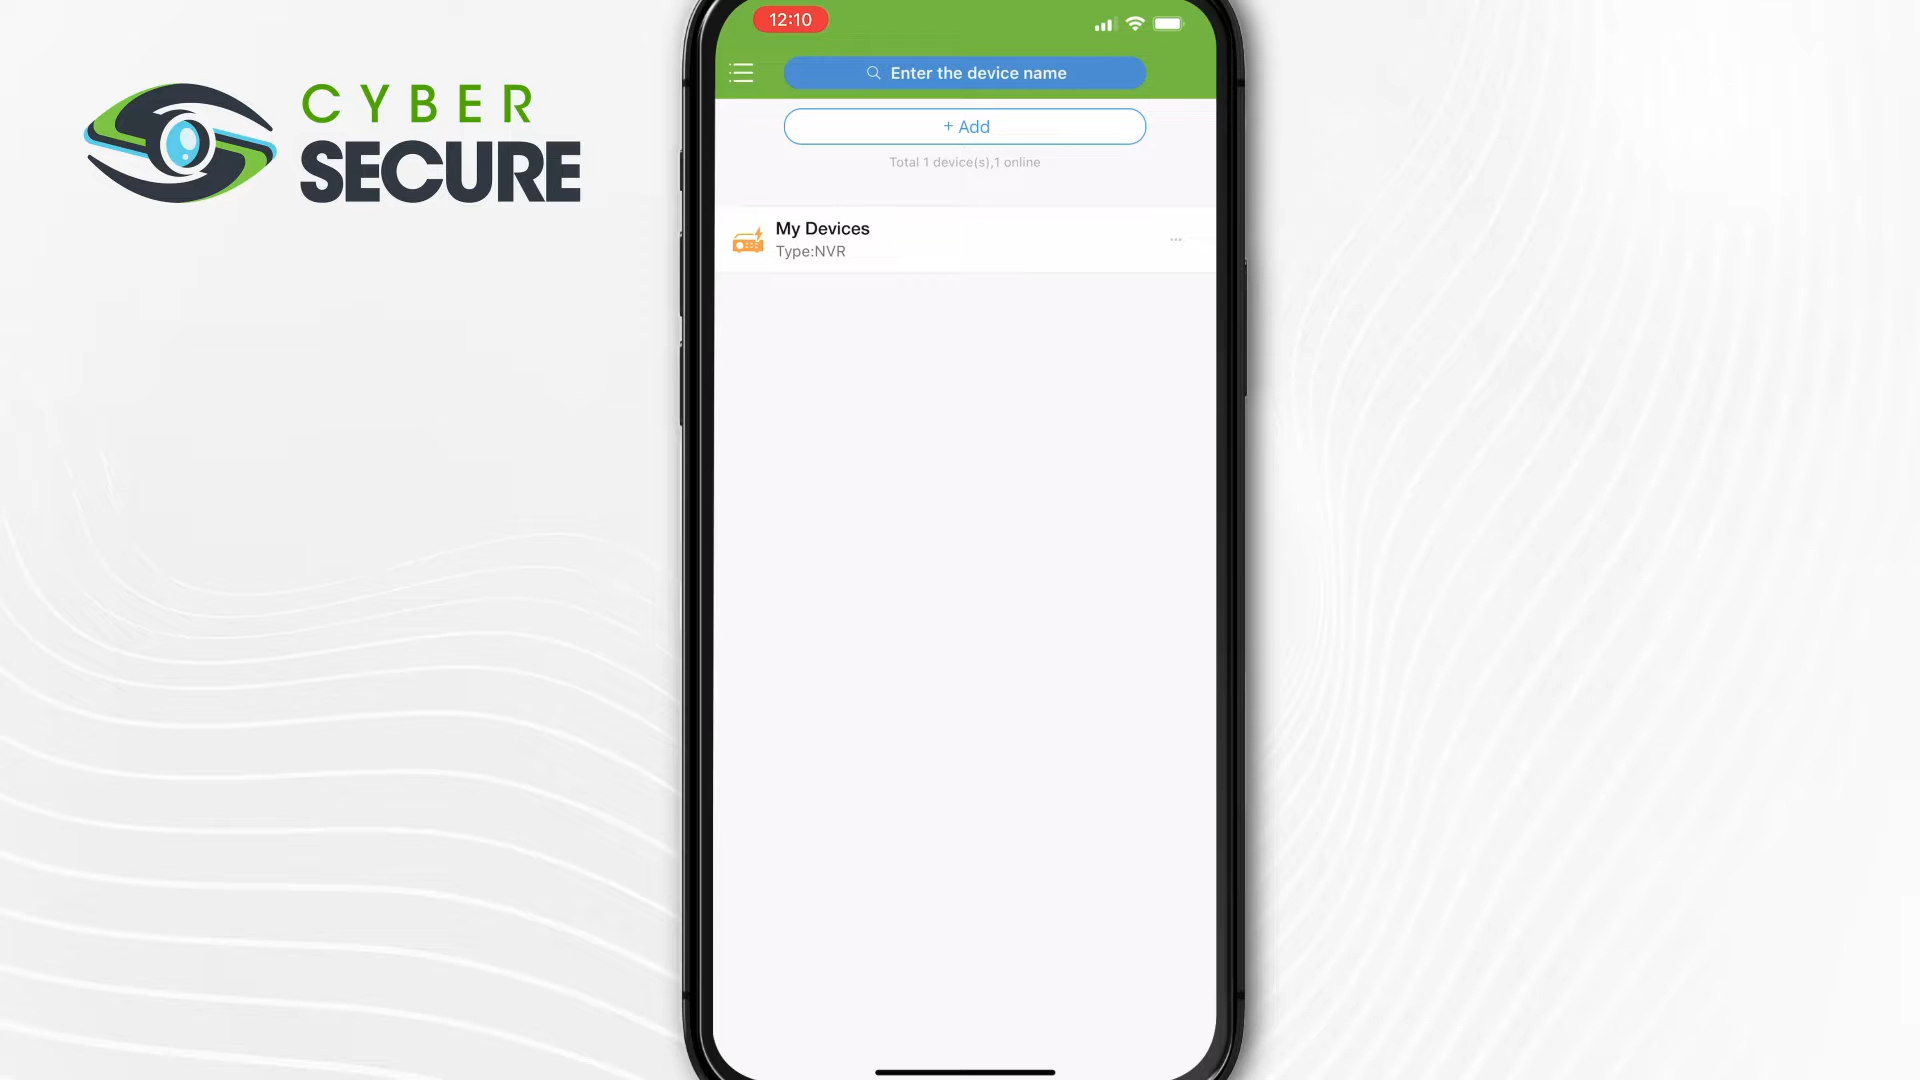 CYBER
SECURE
12:10
Enter the device name
+ Add
Total 1 device(s),1 online
My Devices
Type:NVR